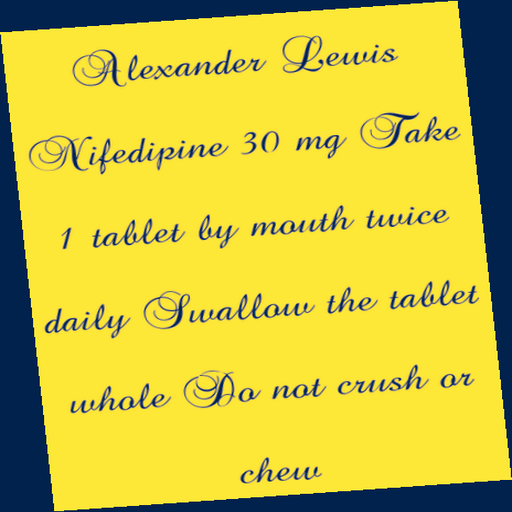 Alexander Lewis
Nifedipine 30 mg Take
1 tablet by mouth twice
daily Swallow the tablet
whole Do not crush or
chew